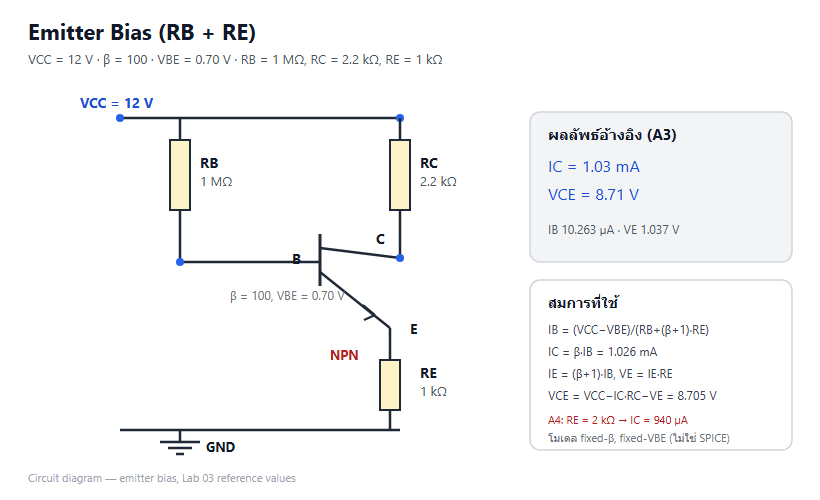 Emitter Bias (RB + RE)
VCC = 12 V · β = 100 · VBE = 0.70 V · RB = 1 MΩ, RC = 2.2 kΩ, RE = 1 kΩ
VCC = 12 V
RB
1 MΩ
RC
2.2 kΩ
C
B
β = 100, VBE = 0.70 V
E
NPN
RE
1 kΩ
GND
ผลลัพธ์อ้างอิง (A3)
IC = 1.03 mA
VCE = 8.71 V
IB 10.263 µA · VE 1.037 V
สมการที่ใช้
IB = (VCC−VBE)/(RB+(β+1)·RE)
IC = β·IB = 1.026 mA
IE = (β+1)·IB, VE = IE·RE
VCE = VCC−IC·RC−VE = 8.705 V
A4: RE = 2 kΩ → IC = 940 µA
โมเดล fixed-β, fixed-VBE (ไม่ใช่ SPICE)
Circuit diagram — emitter bias, Lab 03 reference values